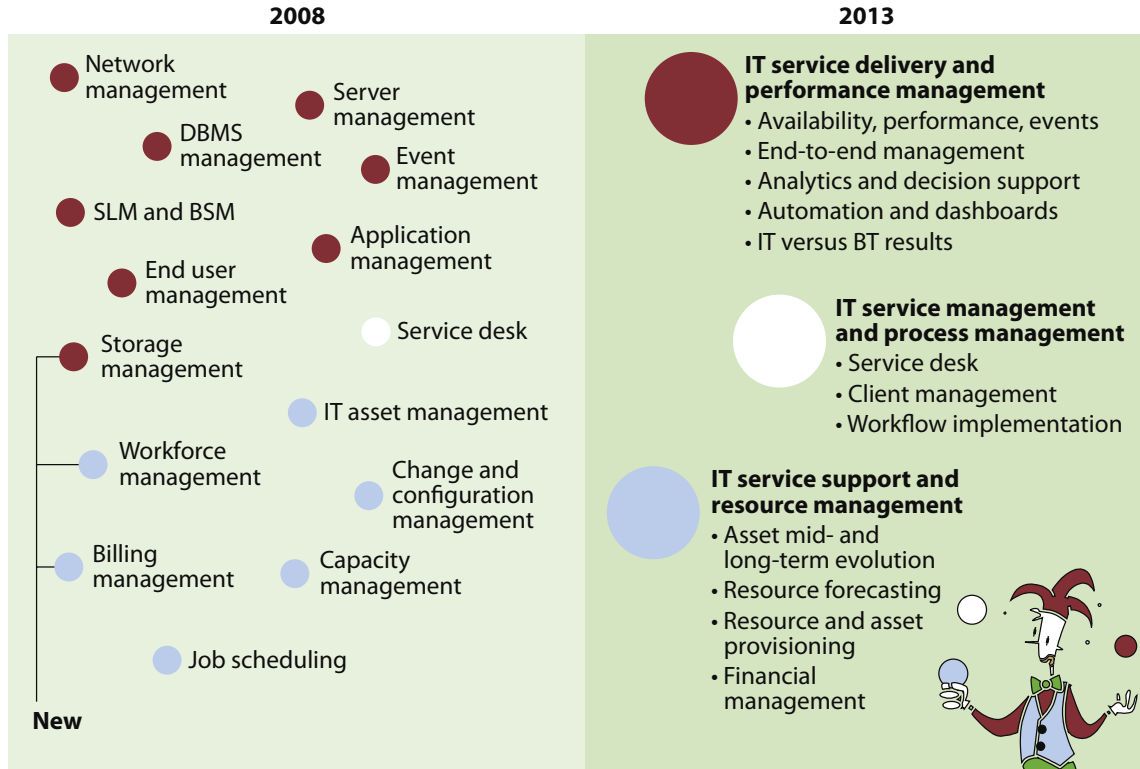 2008
Network
management
Server
management
DBMS
management
Event
management
SLM and BSM
Application
management
End user
management
Service desk
Storage
management
IT asset management
Workforce
management
Change and
configuration
management
Billing
management
Capacity
management
Job scheduling
New
2013
IT service delivery and
performance management
• Availability, performance, events
• End-to-end management
• Analytics and decision support
• Automation and dashboards
• IT versus BT results
IT service management
and process management
• Service desk
• Client management
• Workflow implementation
IT service support and
resource management
• Asset mid- and
long-term evolution
• Resource forecasting
• Resource and asset
provisioning
• Financial
management